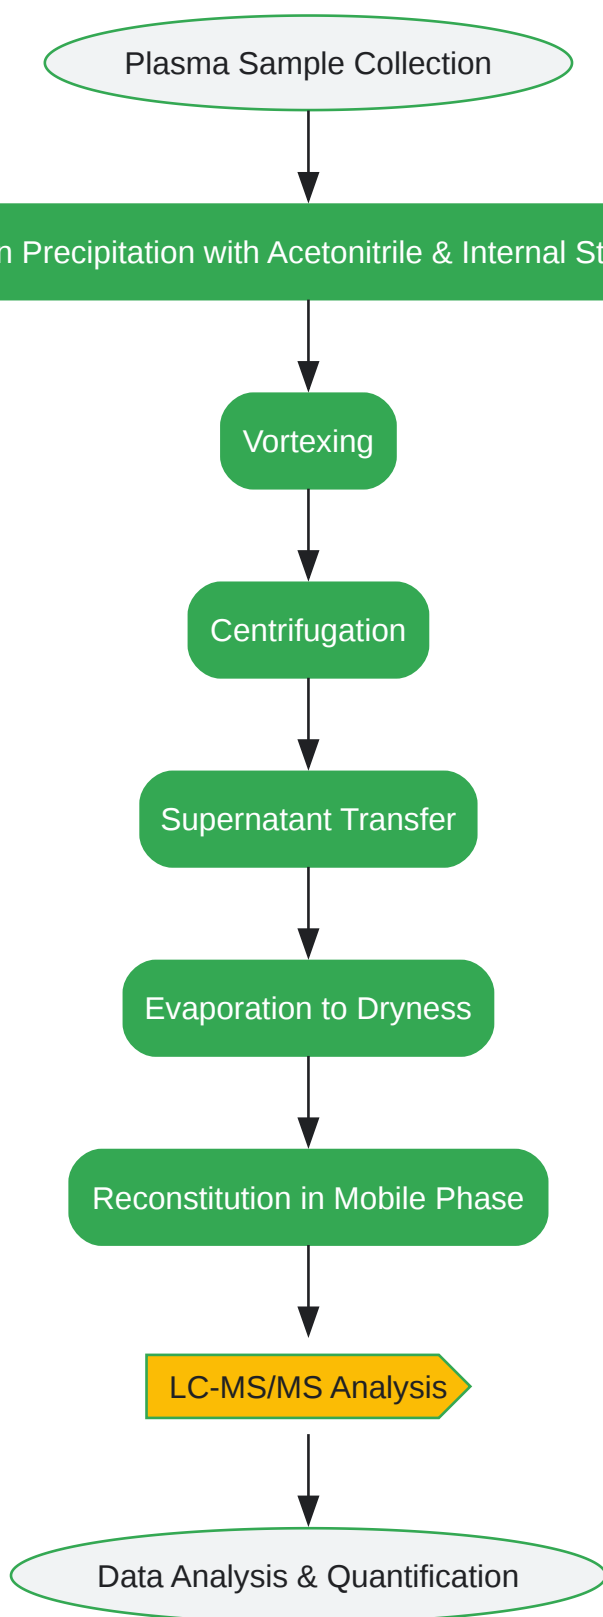 Plasma Sample Collection
n Precipitation with Acetonitrile & Internal St
Vortexing
Centrifugation
Supernatant Transfer
Evaporation to Dryness
Reconstitution in Mobile Phase
LC-MS/MS Analysis
Data Analysis & Quantification